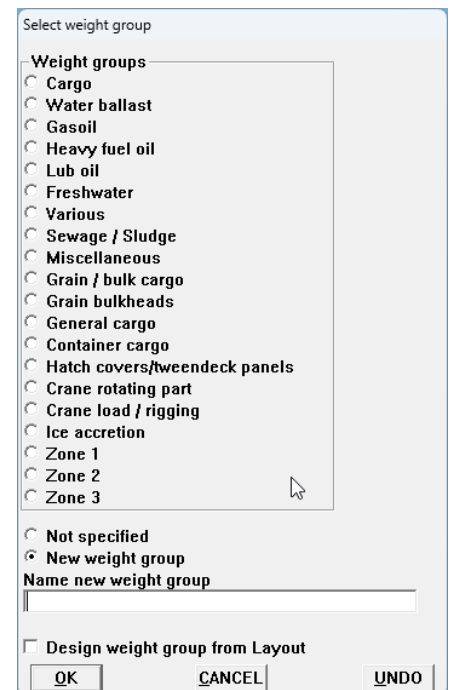 Select weight group
Weight groups
Cargo
Water ballast
Gasoil
Heavy fuel oil
Lub oil
Freshwater
Various
Sewage / Sludge
Miscellaneous
Grain / bulk cargo
Grain bulkheads
General cargo
Container cargo
Hatch covers/tweendeck panels
Crane rotating part
Crane load / rigging
Ice accretion
Zone 1
Zone 2
Zone 3
Not specified
New weight group
Name new weight group
Design weight group from Layout
OK CANCEL UNDO